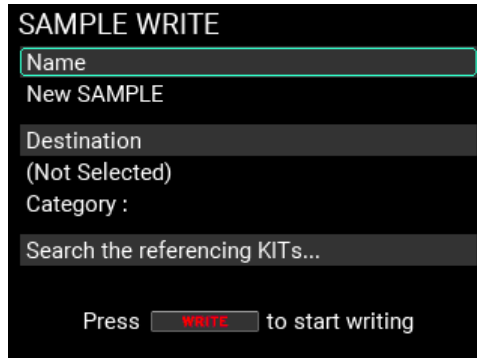 SAMPLE WRITE
Name
New SAMPLE
Destination
(Not Selected)
Category :
Search the referencing KITs...
Press WRITE to start writing